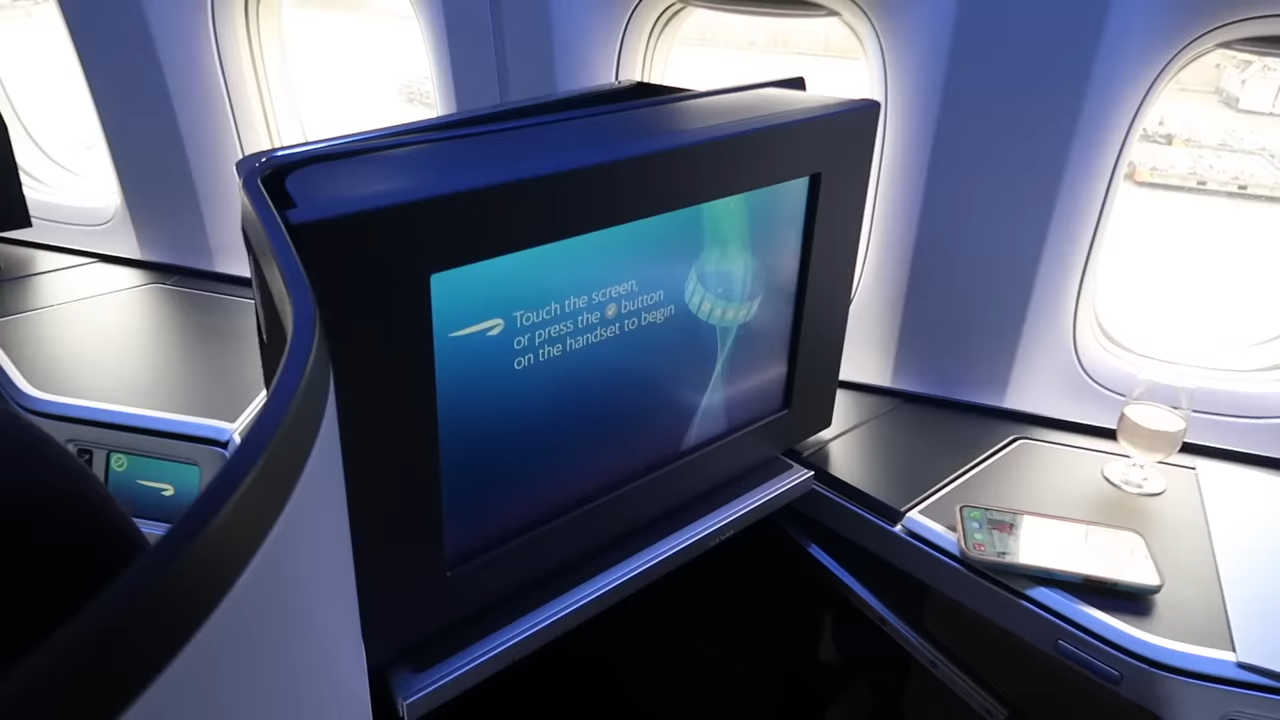 Touch the screen,
or press the ✓ button
on the handset to begin